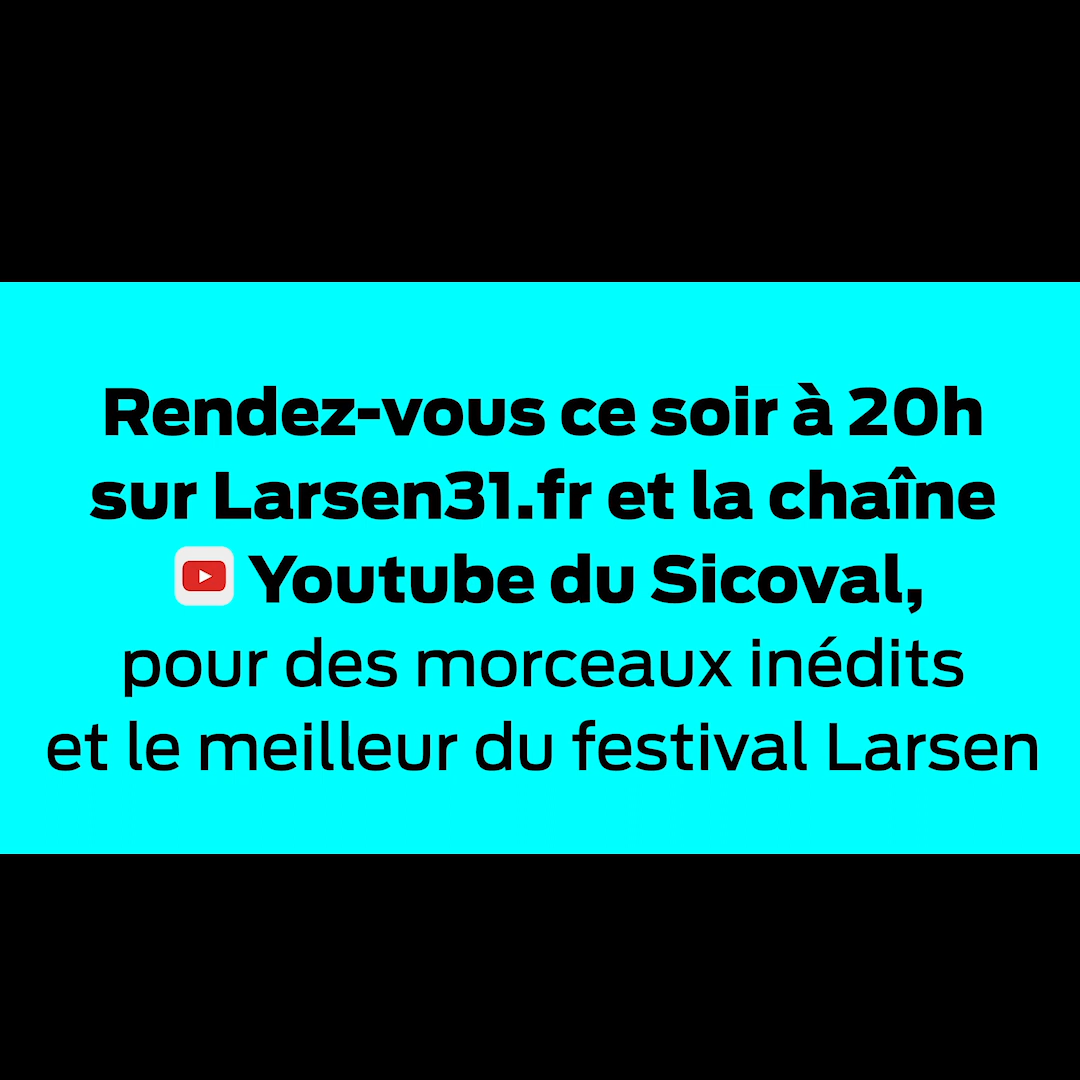 Rendez-vous ce soir à 20h
sur Larsen31.fr et la chaîne
Youtube du Sicoval,
pour des morceaux inédits
et le meilleur du festival Larsen